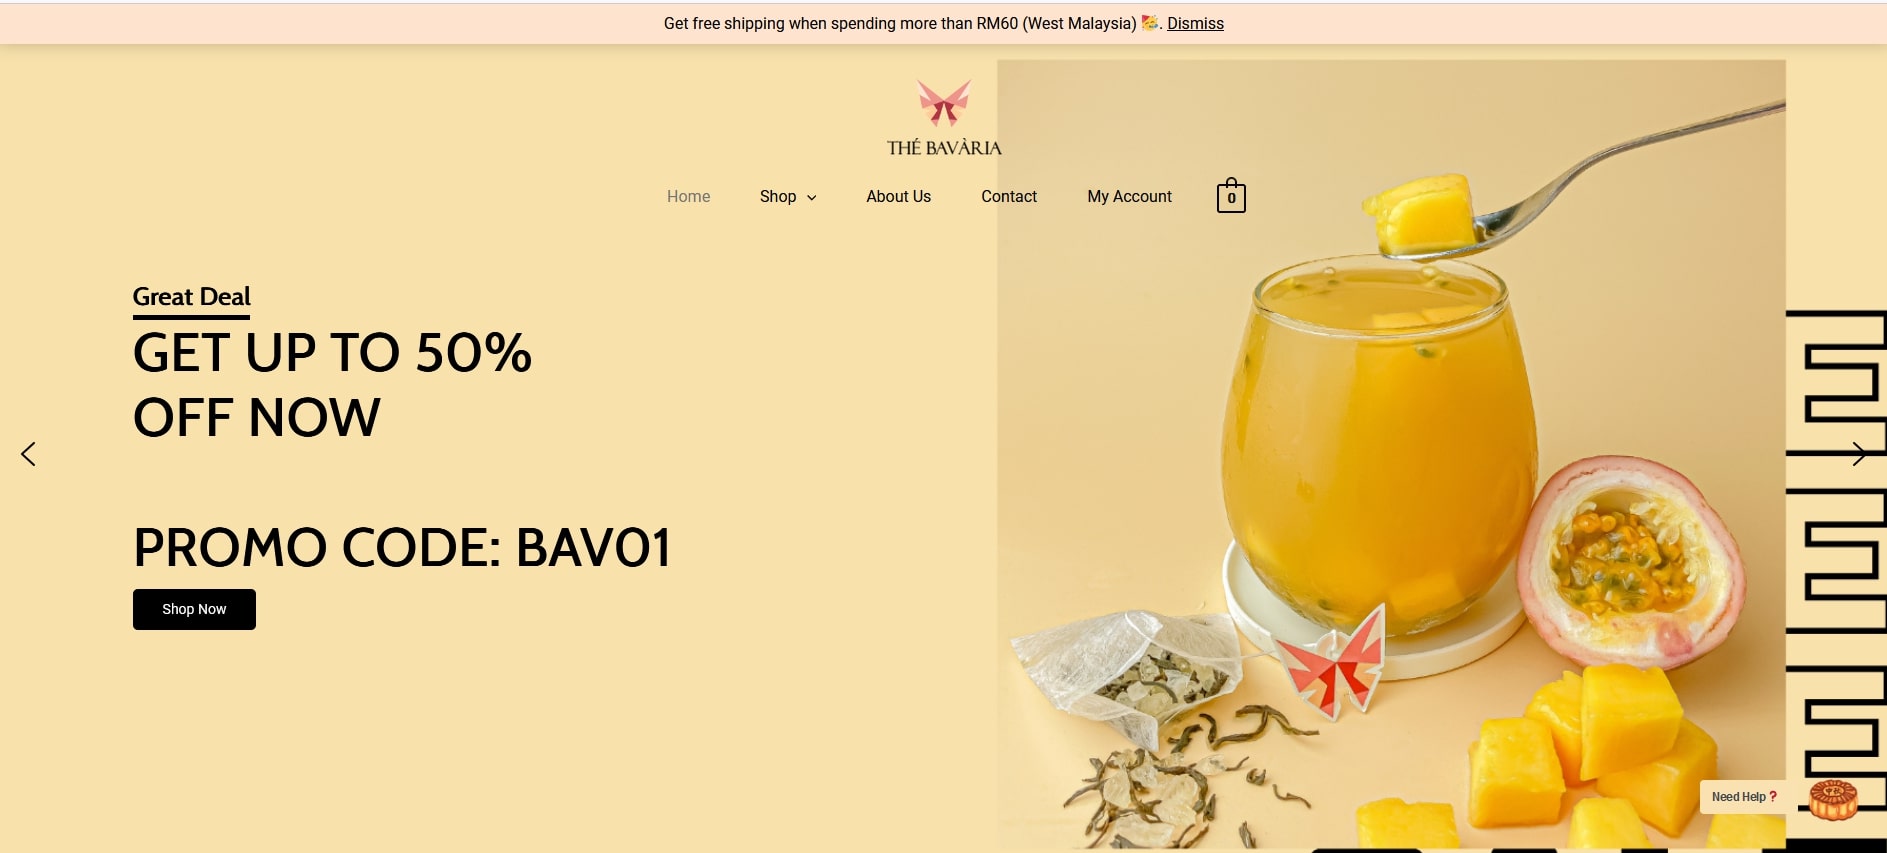 Get free shipping when spending more than RM60 (West Malaysia) 🎉. Dismiss
THÉ BAVÀRIA
Home Shop About Us Contact My Account 0
Great Deal
GET UP TO 50%
OFF NOW
PROMO CODE: BAV01
Shop Now
Need Help❓